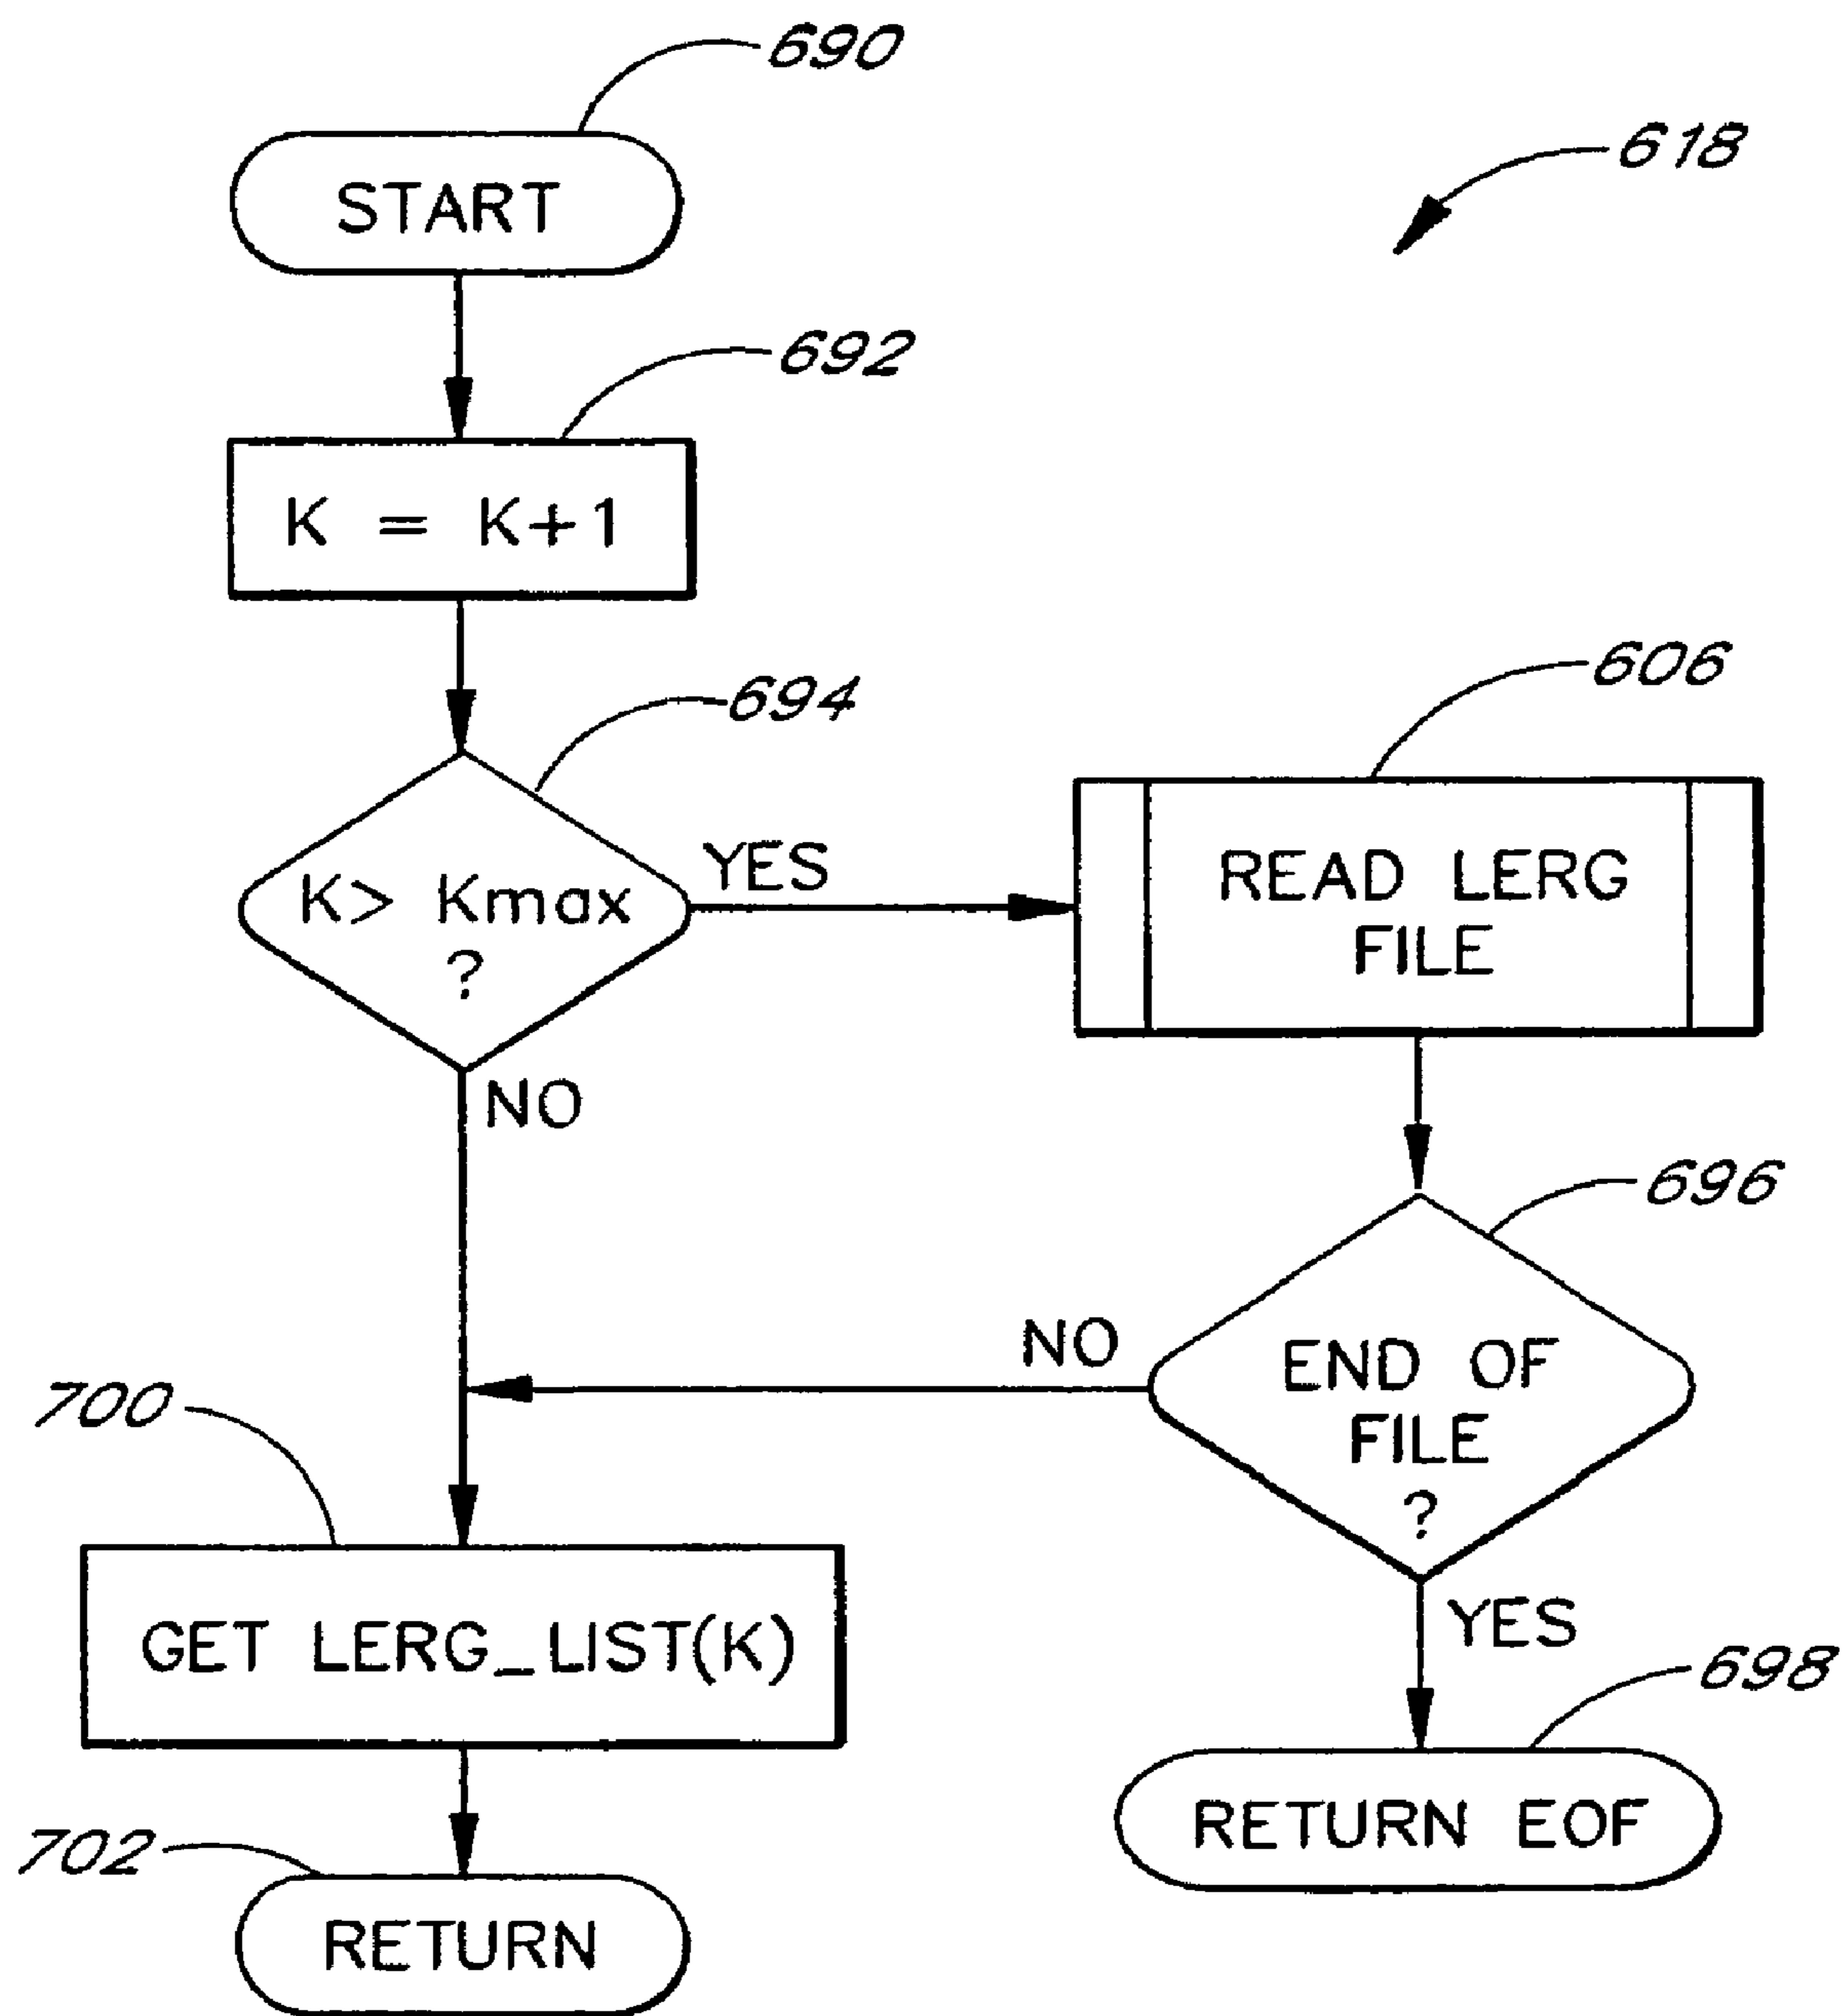 690
START
618
692
K = K+1
694
606
K> Kmax
?
YES
READ LERG
FILE
NO
696
NO
END OF
FILE
?
700
GET LERG_LIST(K)
YES
698
RETURN EOF
702
RETURN